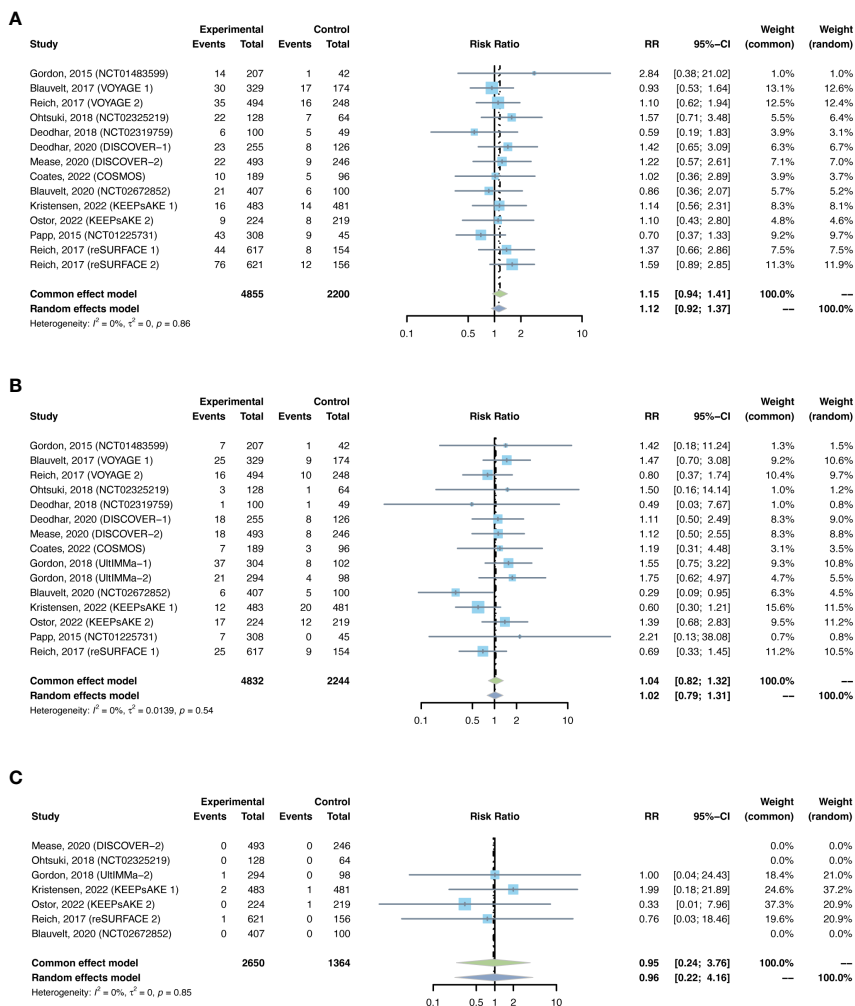 A
Experimental Control Weight Weight
Study Events Total Events Total Risk Ratio RR 95%−CI (common) (random)
Gordon, 2015 (NCT01483599) 14 207 1 42 2.84 [0.38; 21.02] 1.0% 1.0%
Blauvelt, 2017 (VOYAGE 1) 30 329 17 174 0.93 [0.53; 1.64] 13.1% 12.6%
Reich, 2017 (VOYAGE 2) 35 494 16 248 1.10 [0.62; 1.94] 12.5% 12.4%
Ohtsuki, 2018 (NCT02325219) 22 128 7 64 1.57 [0.71; 3.48] 5.5% 6.4%
Deodhar, 2018 (NCT02319759) 6 100 5 49 0.59 [0.19; 1.83] 3.9% 3.1%
Deodhar, 2020 (DISCOVER−1) 23 255 8 126 1.42 [0.65; 3.09] 6.3% 6.7%
Mease, 2020 (DISCOVER−2) 22 493 9 246 1.22 [0.57; 2.61] 7.1% 7.0%
Coates, 2022 (COSMOS) 10 189 5 96 1.02 [0.36; 2.89] 3.9% 3.7%
Blauvelt, 2020 (NCT02672852) 21 407 6 100 0.86 [0.36; 2.07] 5.7% 5.2%
Kristensen, 2022 (KEEPsAKE 1) 16 483 14 481 1.14 [0.56; 2.31] 8.3% 8.1%
Ostor, 2022 (KEEPsAKE 2) 9 224 8 219 1.10 [0.43; 2.80] 4.8% 4.6%
Papp, 2015 (NCT01225731) 43 308 9 45 0.70 [0.37; 1.33] 9.2% 9.7%
Reich, 2017 (reSURFACE 1) 44 617 8 154 1.37 [0.66; 2.86] 7.5% 7.5%
Reich, 2017 (reSURFACE 2) 76 621 12 156 1.59 [0.89; 2.85] 11.3% 11.9%
Common effect model 4855 2200 1.15 [0.94; 1.41] 100.0% −−
Random effects model 1.12 [0.92; 1.37] −− 100.0%
Heterogeneity: I² = 0%, τ² = 0, p = 0.86
0.1 0.5 1 2 10
B
Experimental Control Weight Weight
Study Events Total Events Total Risk Ratio RR 95%−CI (common) (random)
Gordon, 2015 (NCT01483599) 7 207 1 42 1.42 [0.18; 11.24] 1.3% 1.5%
Blauvelt, 2017 (VOYAGE 1) 25 329 9 174 1.47 [0.70; 3.08] 9.2% 10.6%
Reich, 2017 (VOYAGE 2) 16 494 10 248 0.80 [0.37; 1.74] 10.4% 9.7%
Ohtsuki, 2018 (NCT02325219) 3 128 1 64 1.50 [0.16; 14.14] 1.0% 1.2%
Deodhar, 2018 (NCT02319759) 1 100 1 49 0.49 [0.03; 7.67] 1.0% 0.8%
Deodhar, 2020 (DISCOVER−1) 18 255 8 126 1.11 [0.50; 2.49] 8.3% 9.0%
Mease, 2020 (DISCOVER−2) 18 493 8 246 1.12 [0.50; 2.55] 8.3% 8.8%
Coates, 2022 (COSMOS) 7 189 3 96 1.19 [0.31; 4.48] 3.1% 3.5%
Gordon, 2018 (UltIMMa−1) 37 304 8 102 1.55 [0.75; 3.22] 9.3% 10.8%
Gordon, 2018 (UltIMMa−2) 21 294 4 98 1.75 [0.62; 4.97] 4.7% 5.5%
Blauvelt, 2020 (NCT02672852) 6 407 5 100 0.29 [0.09; 0.95] 6.3% 4.5%
Kristensen, 2022 (KEEPsAKE 1) 12 483 20 481 0.60 [0.30; 1.21] 15.6% 11.5%
Ostor, 2022 (KEEPsAKE 2) 17 224 12 219 1.39 [0.68; 2.83] 9.5% 11.2%
Papp, 2015 (NCT01225731) 7 308 0 45 2.21 [0.13; 38.08] 0.7% 0.8%
Reich, 2017 (reSURFACE 1) 25 617 9 154 0.69 [0.33; 1.45] 11.2% 10.5%
Common effect model 4832 2244 1.04 [0.82; 1.32] 100.0% −−
Random effects model 1.02 [0.79; 1.31] −− 100.0%
Heterogeneity: I² = 0%, τ² = 0.0139, p = 0.54
0.1 0.5 1 2 10
C
Experimental Control Weight Weight
Study Events Total Events Total Risk Ratio RR 95%−CI (common) (random)
Mease, 2020 (DISCOVER−2) 0 493 0 246 0.0% 0.0%
Ohtsuki, 2018 (NCT02325219) 0 128 0 64 0.0% 0.0%
Gordon, 2018 (UltIMMa−2) 1 294 0 98 1.00 [0.04; 24.43] 18.4% 21.0%
Kristensen, 2022 (KEEPsAKE 1) 2 483 1 481 1.99 [0.18; 21.89] 24.6% 37.2%
Ostor, 2022 (KEEPsAKE 2) 0 224 1 219 0.33 [0.01; 7.96] 37.3% 20.9%
Reich, 2017 (reSURFACE 2) 1 621 0 156 0.76 [0.03; 18.46] 19.6% 20.9%
Blauvelt, 2020 (NCT02672852) 0 407 0 100 0.0% 0.0%
Common effect model 2650 1364 0.95 [0.24; 3.76] 100.0% −−
Random effects model 0.96 [0.22; 4.16] −− 100.0%
Heterogeneity: I² = 0%, τ² = 0, p = 0.85
0.1 0.5 1 2 10